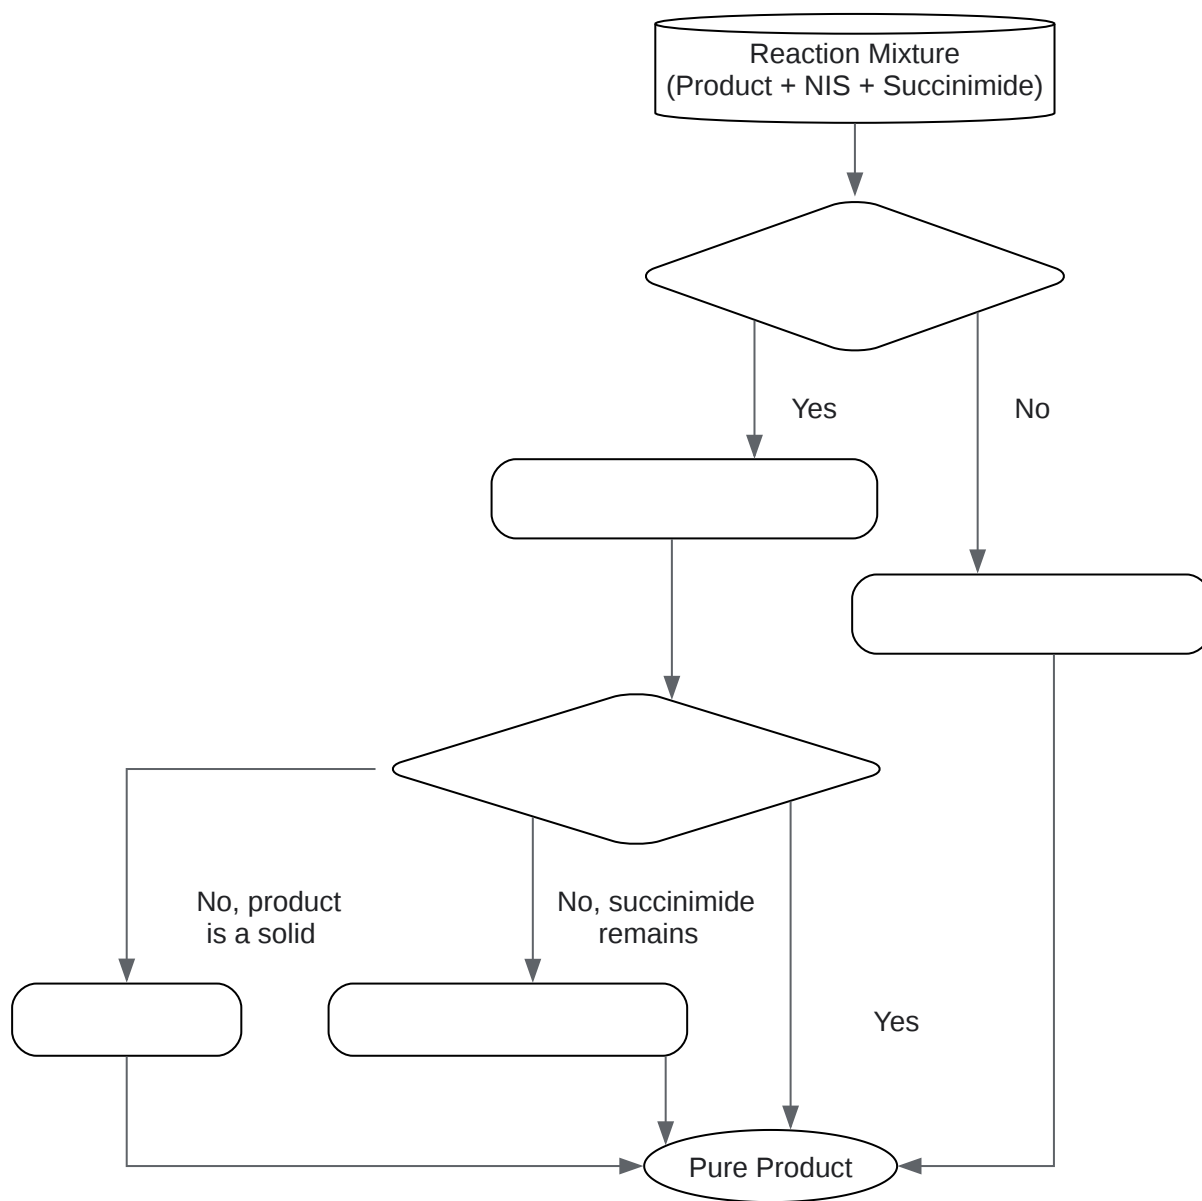 Reaction Mixture
(Product + NIS + Succinimide)
Yes
No
No, product
is a solid
No, succinimide
remains
Yes
Pure Product